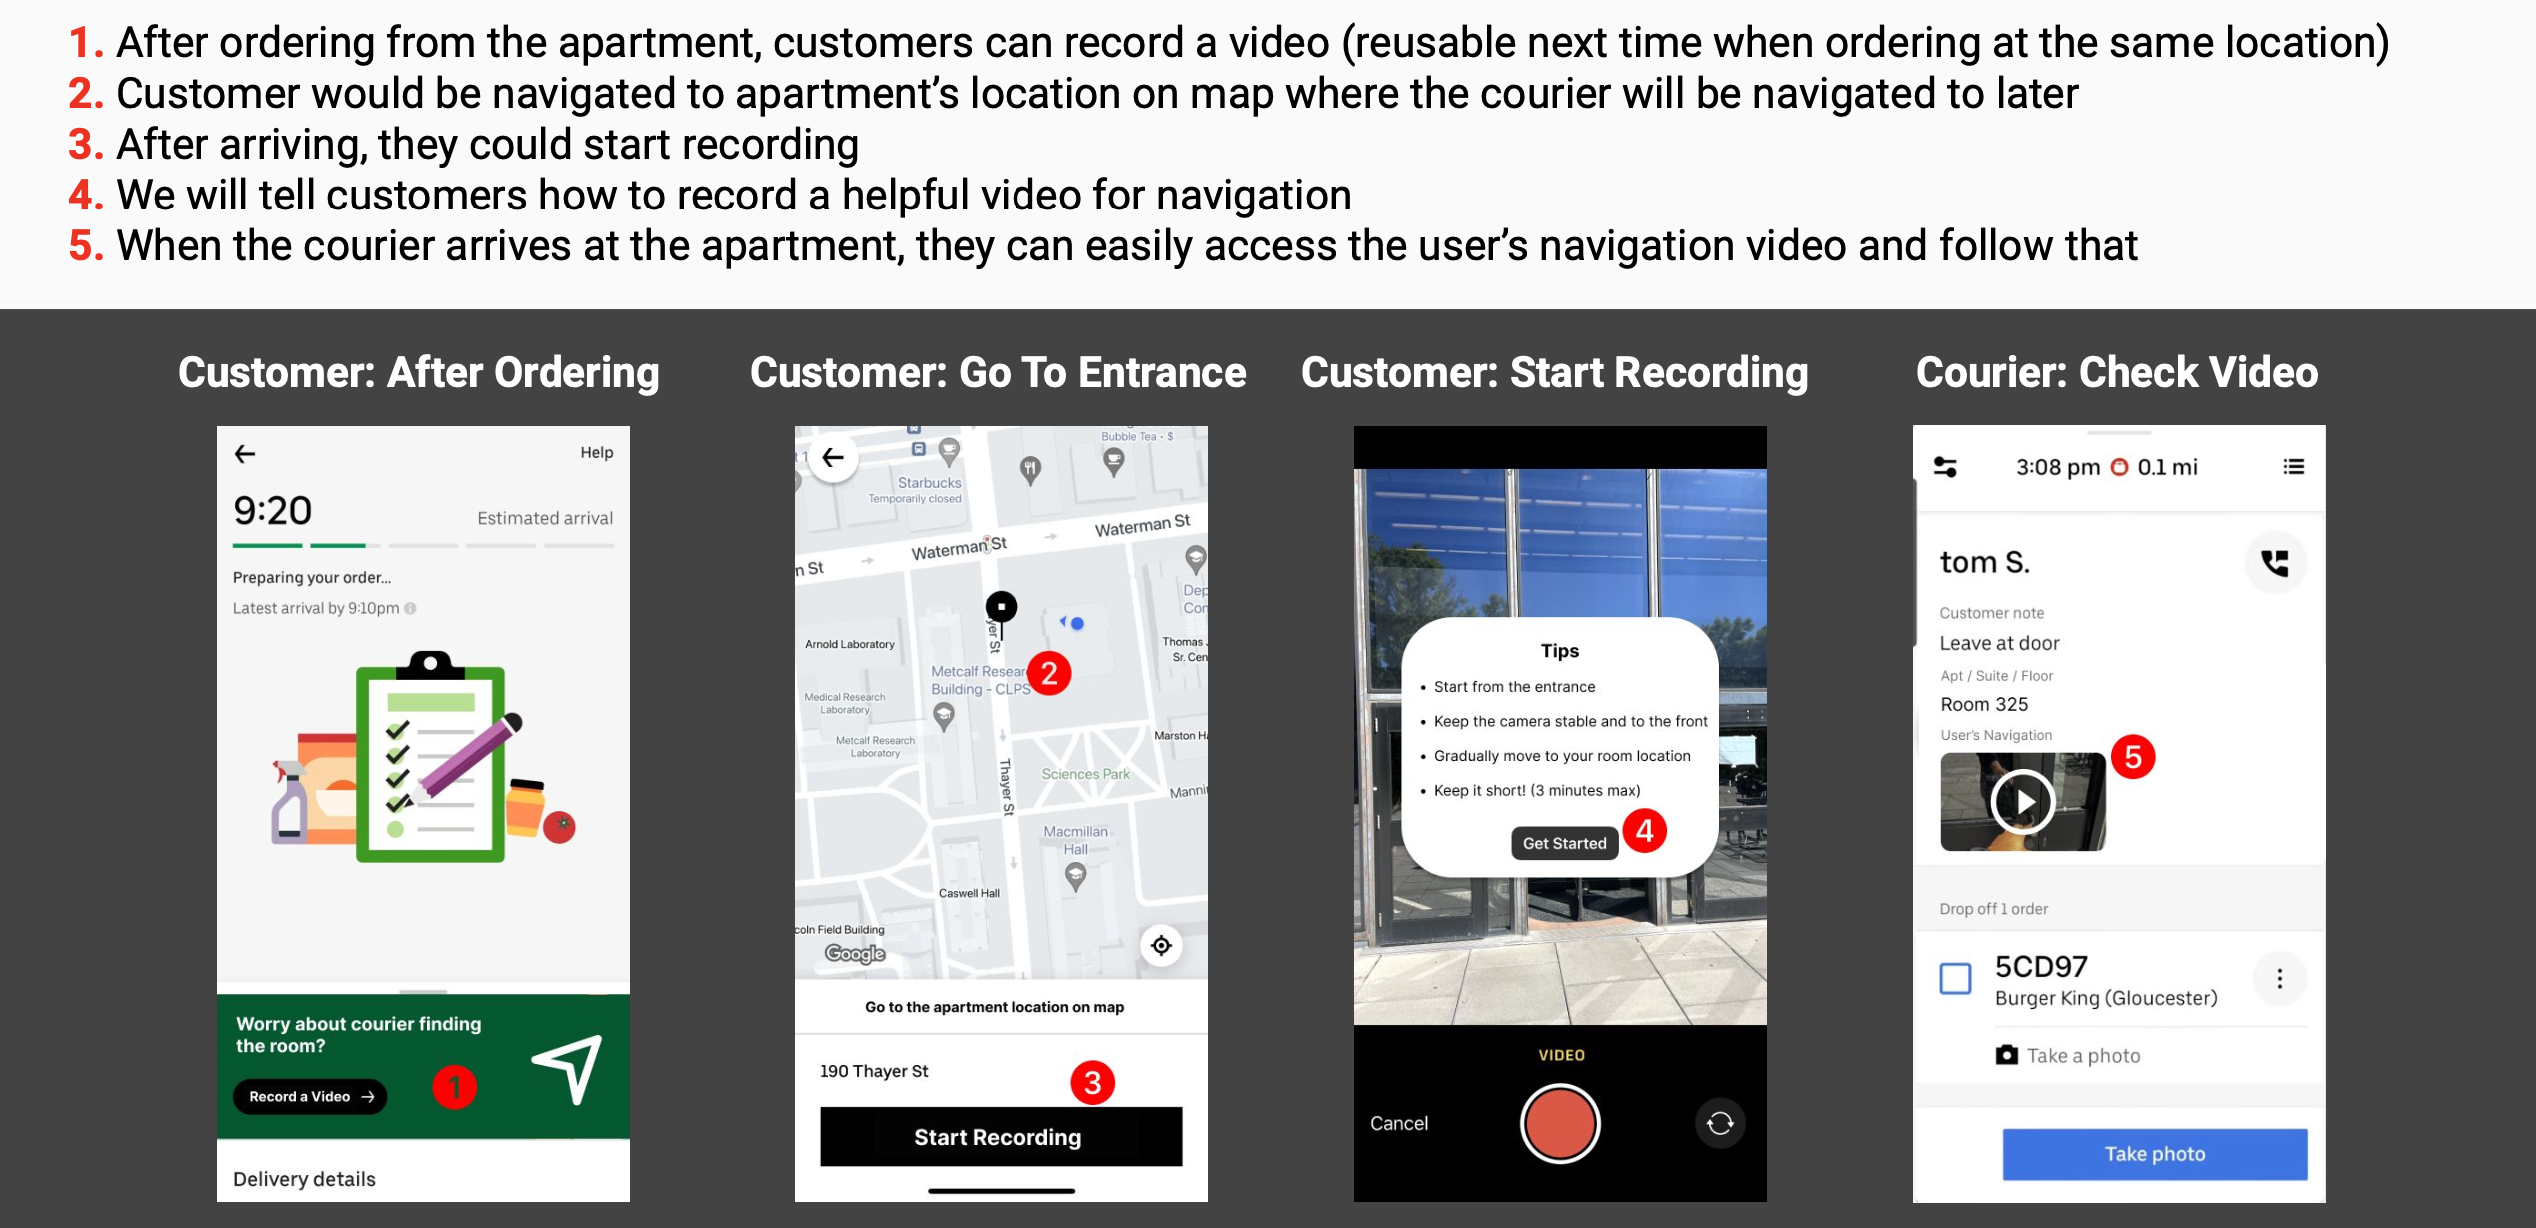 1. After ordering from the apartment, customers can record a video (reusable next time when ordering at the same location)
2. Customer would be navigated to apartment's location on map where the courier will be navigated to later
3. After arriving, they could start recording
4. We will tell customers how to record a helpful video for navigation
5. When the courier arrives at the apartment, they can easily access the user's navigation video and follow that
Customer: After Ordering
Help
9:20
Estimated arrival
Preparing your order...
Latest arrival by 9:10pm
Worry about courier finding
the room?
Record a Video →
1
Delivery details
Customer: Go To Entrance
Bubble Tea · $
Starbucks
Temporarily closed
Waterman St
Waterman St
n St
Dep
Con
yer St
Arnold Laboratory
Thomas
Sr. Cen
Metcalf Resear
Building - CLPS
2
Medical Research
Laboratory
Metcalf Research
Laboratory
Marston Ha
Thayer St
Sciences Park
Manni
Macmillan
Hall
Caswell Hall
coln Field Building
Google
Go to the apartment location on map
190 Thayer St
3
Start Recording
Customer: Start Recording
Tips
• Start from the entrance
• Keep the camera stable and to the front
• Gradually move to your room location
• Keep it short! (3 minutes max)
Get Started
4
VIDEO
Cancel
Courier: Check Video
3:08 pm 0.1 mi
tom S.
Customer note
Leave at door
Apt / Suite / Floor
Room 325
User's Navigation
5
Drop off 1 order
5CD97
Burger King (Gloucester)
Take a photo
Take photo